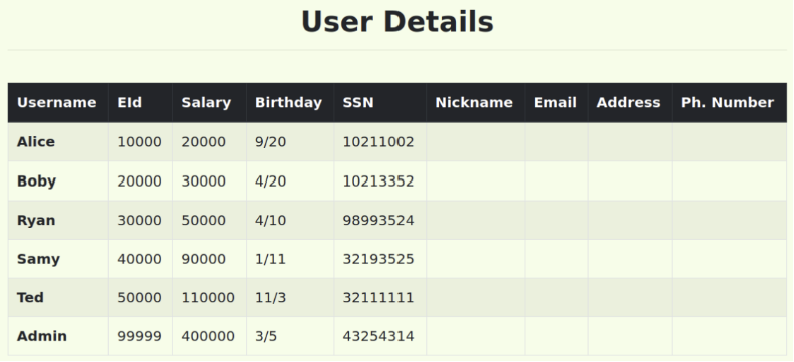 User Details
Username EId Salary Birthday SSN Nickname Email Address Ph. Number
Alice 10000 20000 9/20 10211002
Boby 20000 30000 4/20 10213352
Ryan 30000 50000 4/10 98993524
Samy 40000 90000 1/11 32193525
Ted 50000 110000 11/3 32111111
Admin 99999 400000 3/5 43254314